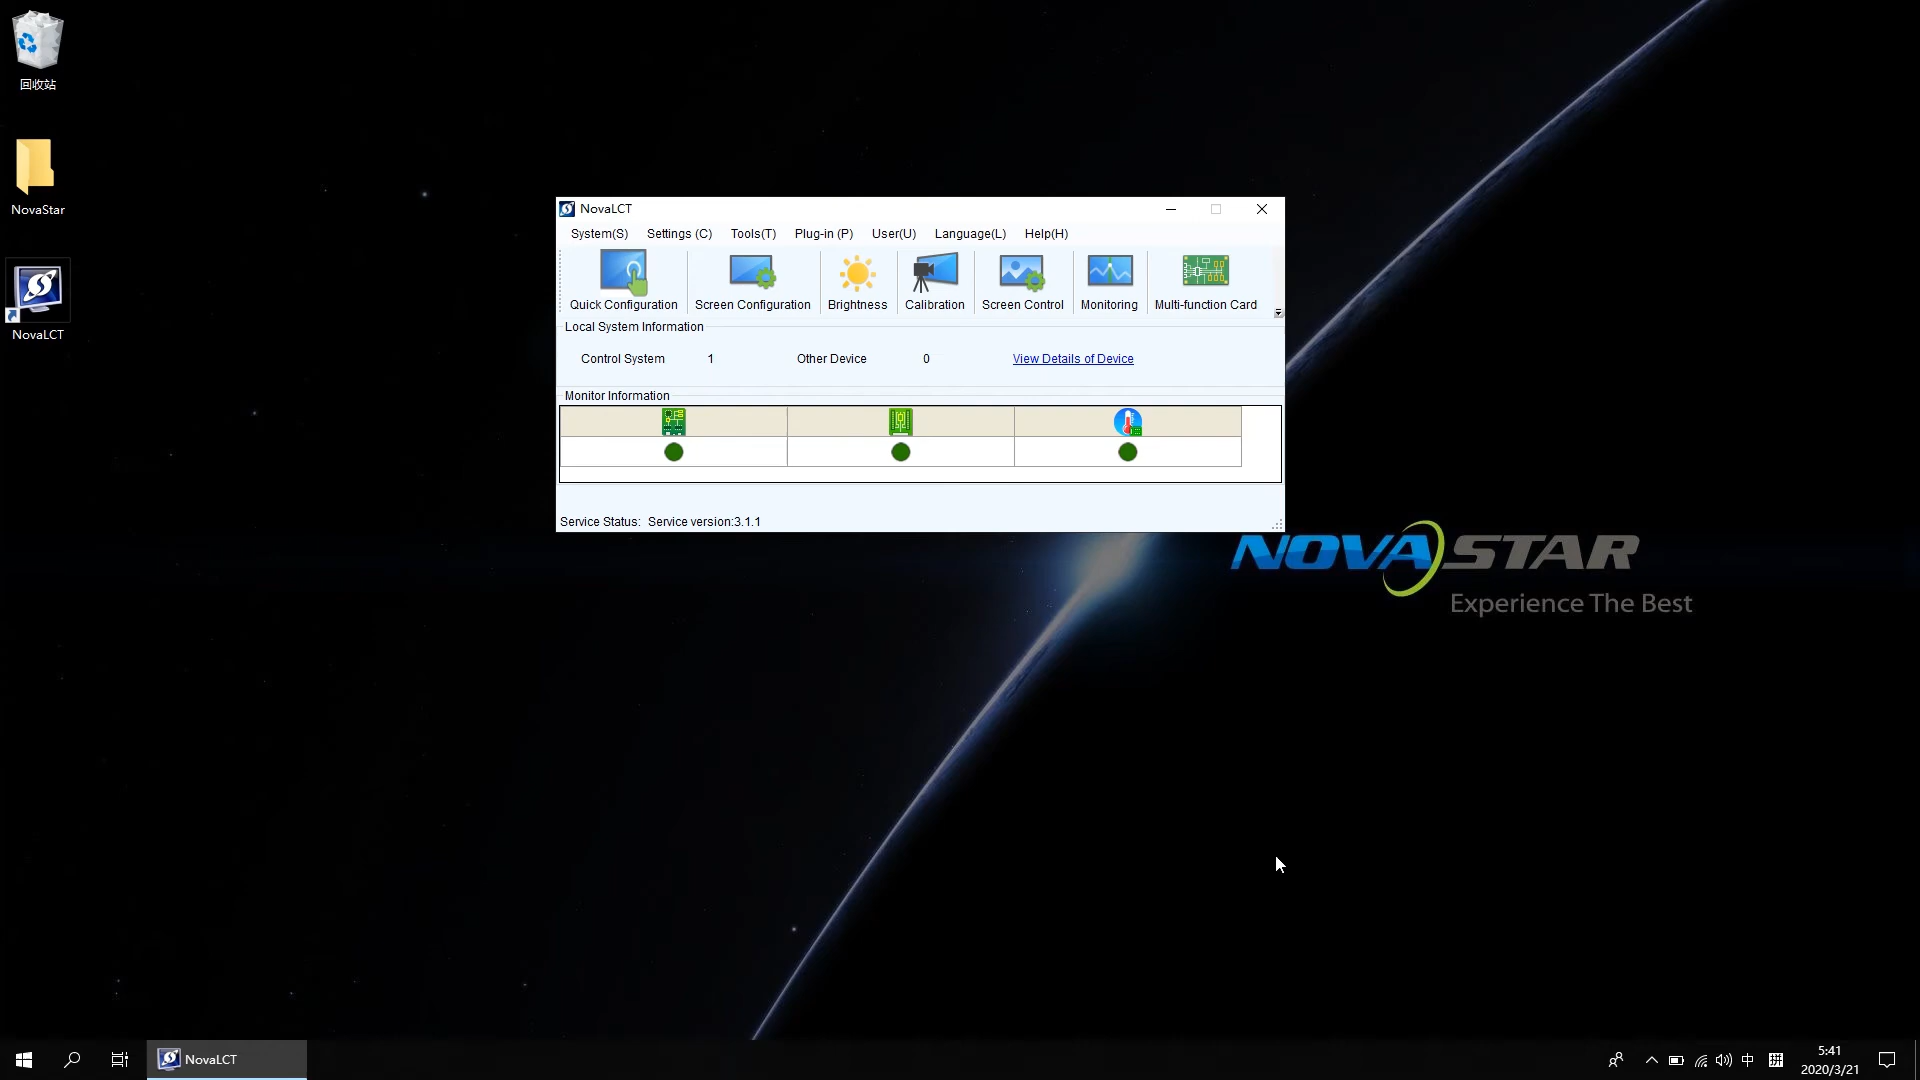 回收站
NovaStar
NovaLCT
NovaLCT
System(S) Settings (C) Tools(T) Plug-in (P) User(U) Language(L) Help(H)
Quick Configuration Screen Configuration Brightness Calibration Screen Control Monitoring Multi-function Card
Local System Information
Control System 1 Other Device 0 View Details of Device
Monitor Information
Service Status: Service version:3.1.1
NOVASTAR
Experience The Best
NovaLCT
中
拼
5:41
2020/3/21